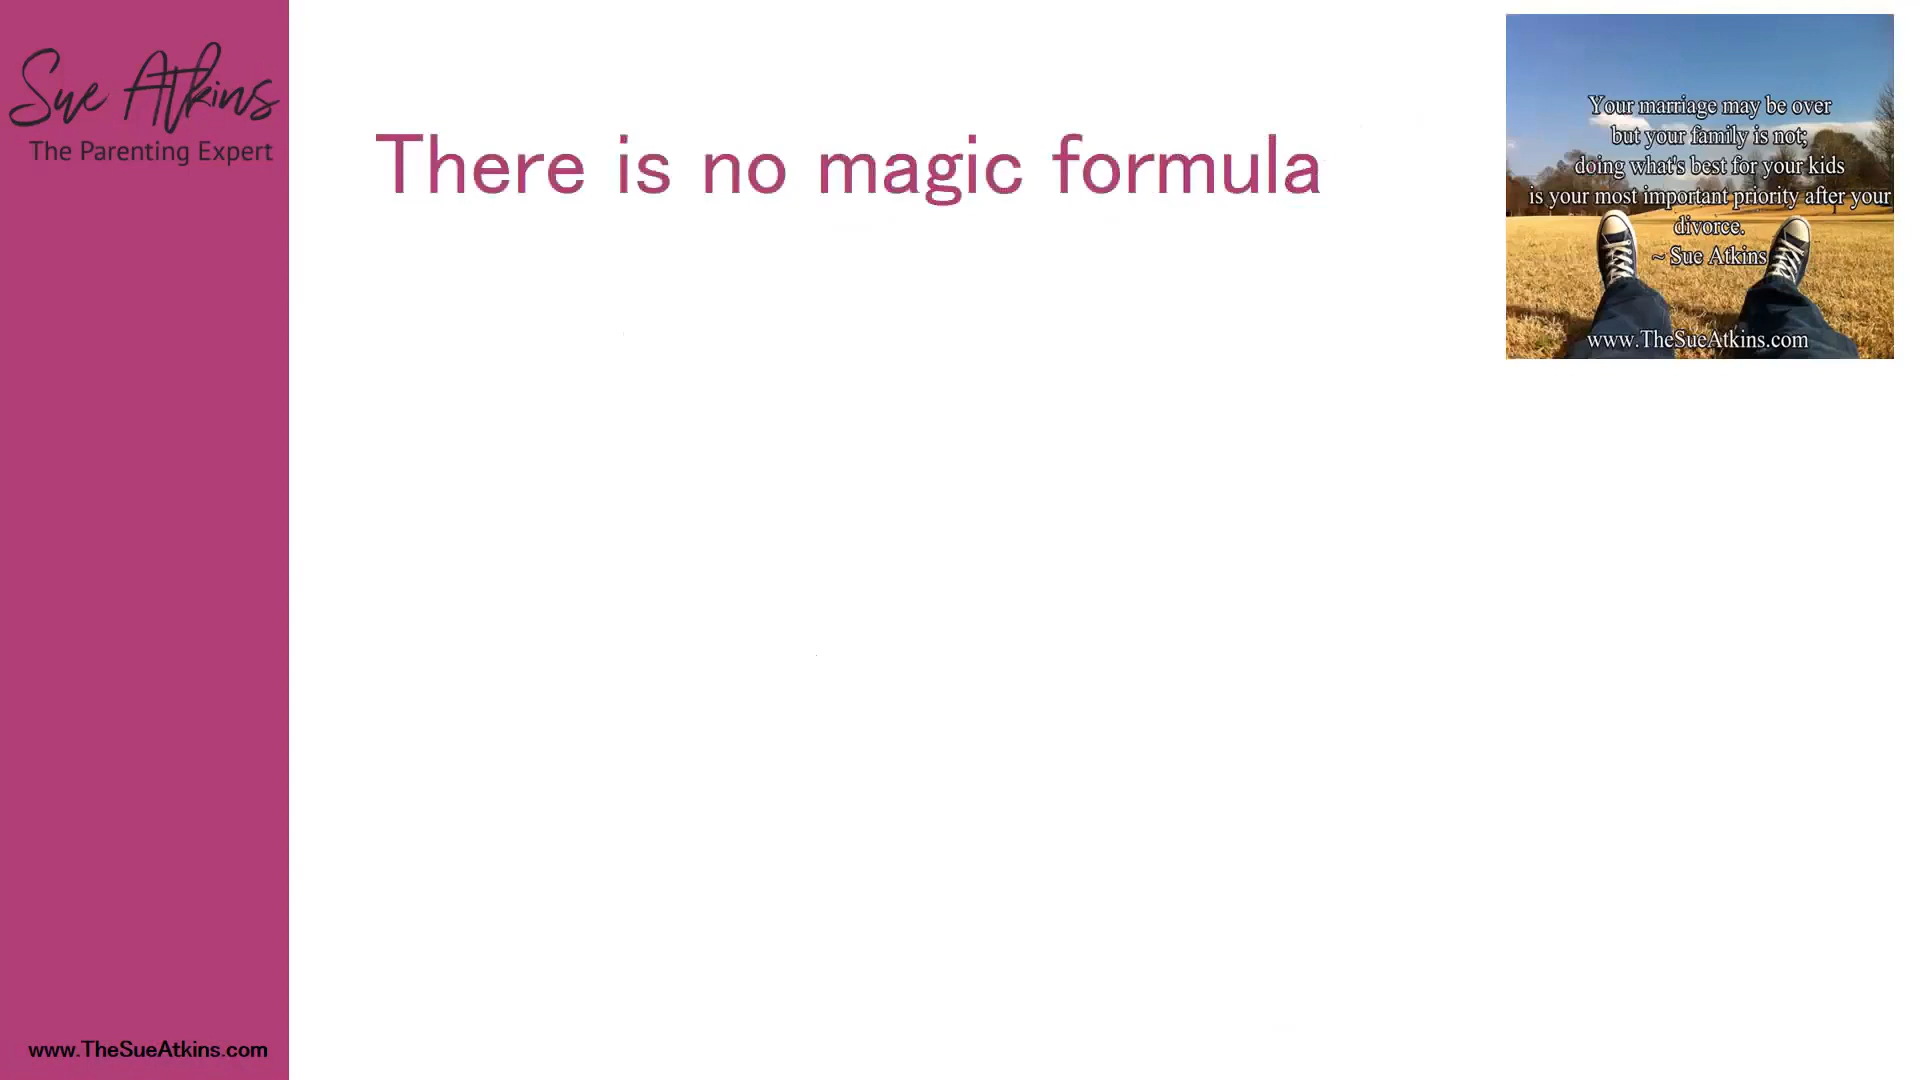 Sue Atkins
The Parenting Expert
There is no magic formula
Your marriage may be over
but your family is not;
doing what's best for your kids
is your most important priority after your
divorce.
~ Sue Atkins
www.TheSueAtkins.com
www.TheSueAtkins.com